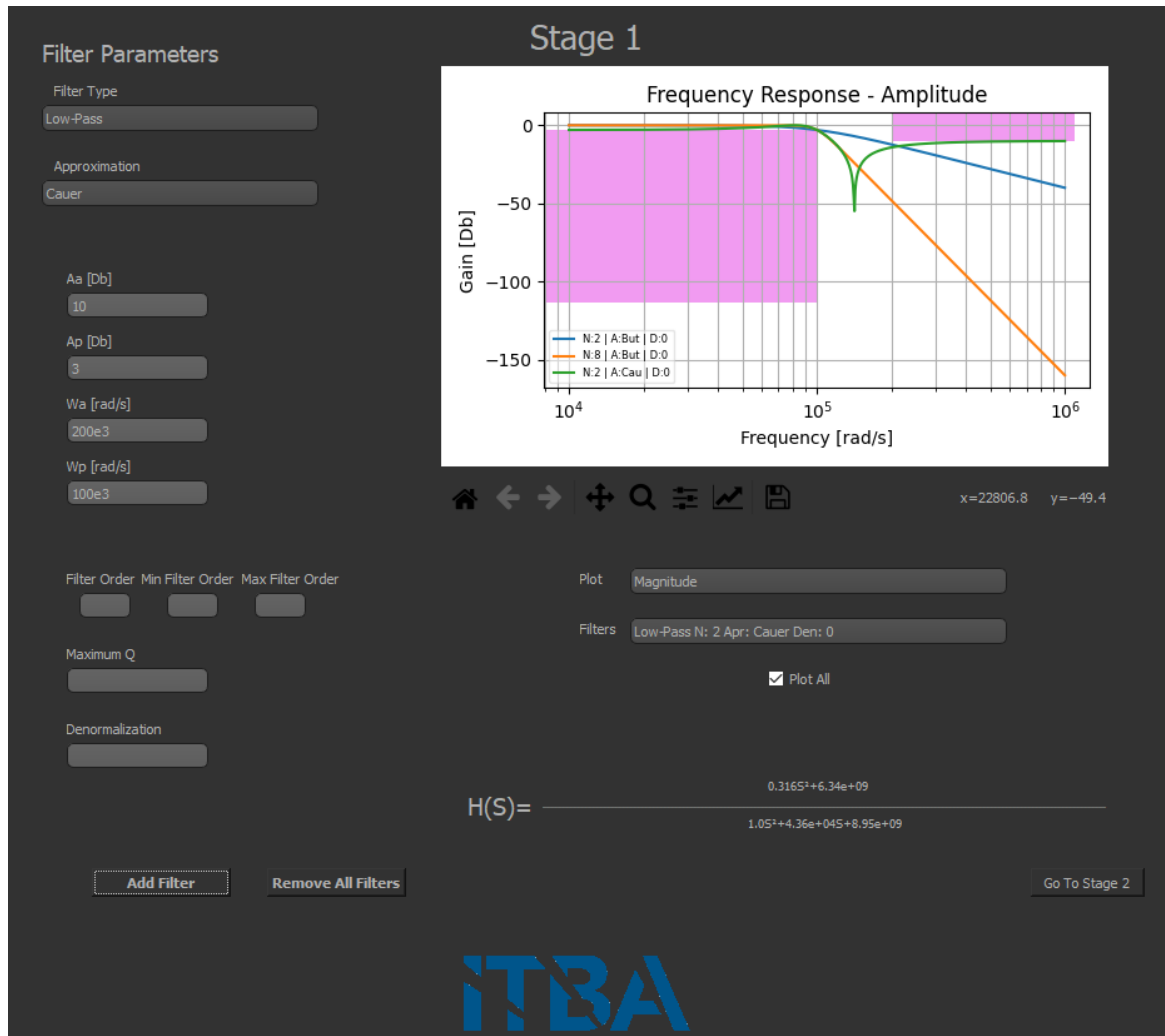 Stage 1
Filter Parameters
Filter Type
Low-Pass
Approximation
Cauer
Aa [Db]
10
Ap [Db]
3
Wa [rad/s]
200e3
Wp [rad/s]
100e3
Filter Order Min Filter Order Max Filter Order
Maximum Q
Denormalization
Add Filter Remove All Filters
Frequency Response - Amplitude
Gain [Db]
0
−50
−100
−150
N:2 | A:But | D:0
N:8 | A:But | D:0
N:2 | A:Cau | D:0
10⁴ 10⁵ 10⁶
Frequency [rad/s]
x=22806.8 y=−49.4
Plot Magnitude
Filters Low-Pass N: 2 Apr: Cauer Den: 0
Plot All
0.316S²+6.34e+09
H(S)=
1.0S²+4.36e+04S+8.95e+09
Go To Stage 2
iTBA